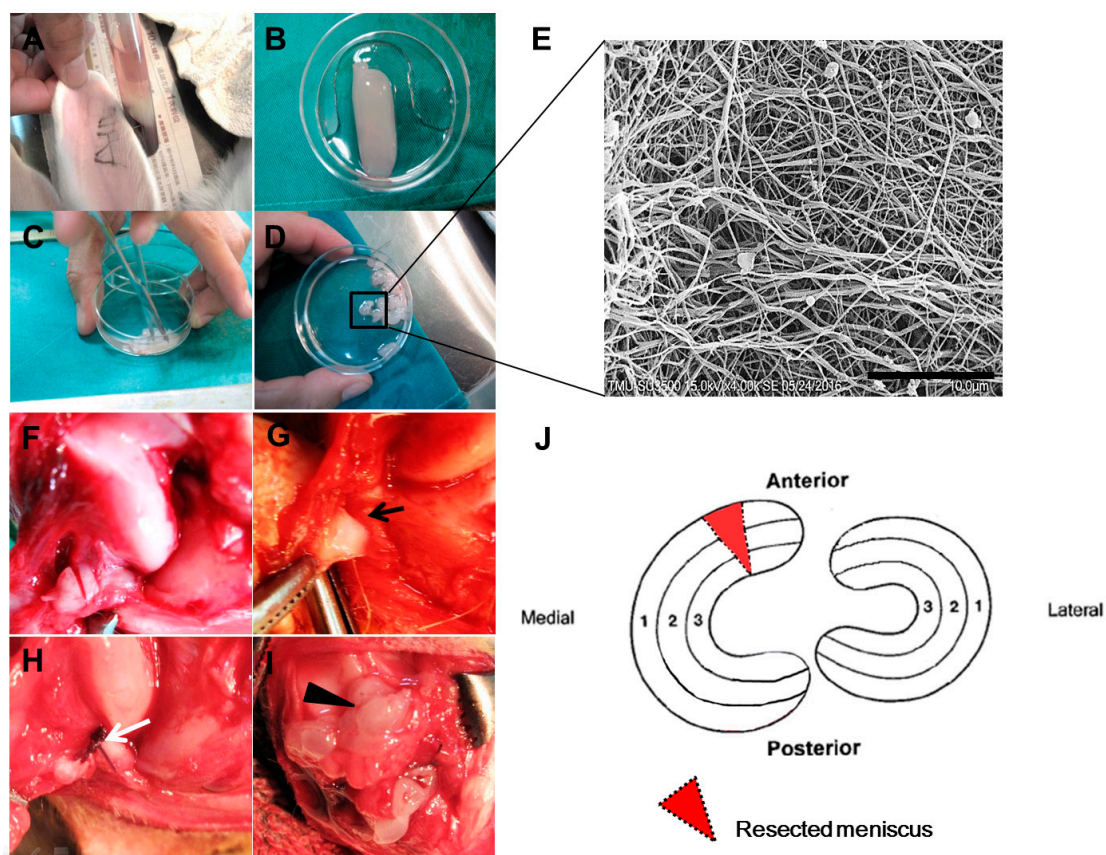 A
B
E
C
D
TMU-SU3500 15.0kV x4.00k SE 05/24/2016
10.0µm
F
G
J
Anterior
Medial
1 2 3
3 2 1
Lateral
H
I
Posterior
Resected meniscus